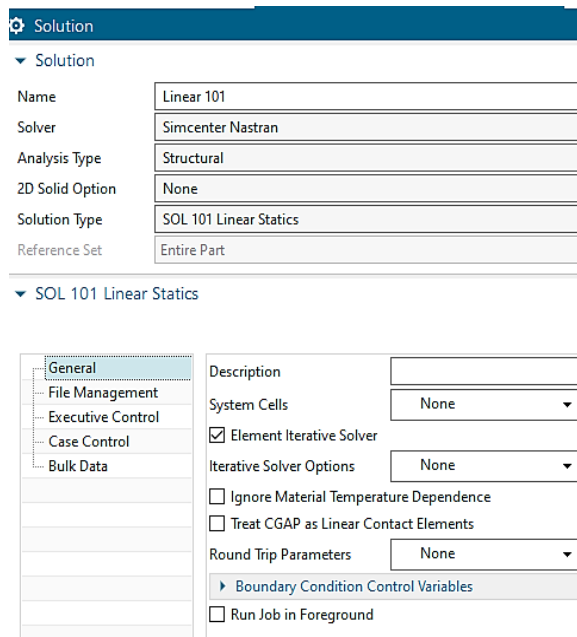 Solution
Solution
Name Linear 101
Solver Simcenter Nastran
Analysis Type Structural
2D Solid Option None
Solution Type SOL 101 Linear Statics
Reference Set Entire Part
SOL 101 Linear Statics
General
File Management
Executive Control
Case Control
Bulk Data
Description
System Cells None
Element Iterative Solver
Iterative Solver Options None
Ignore Material Temperature Dependence
Treat CGAP as Linear Contact Elements
Round Trip Parameters None
Boundary Condition Control Variables
Run Job in Foreground